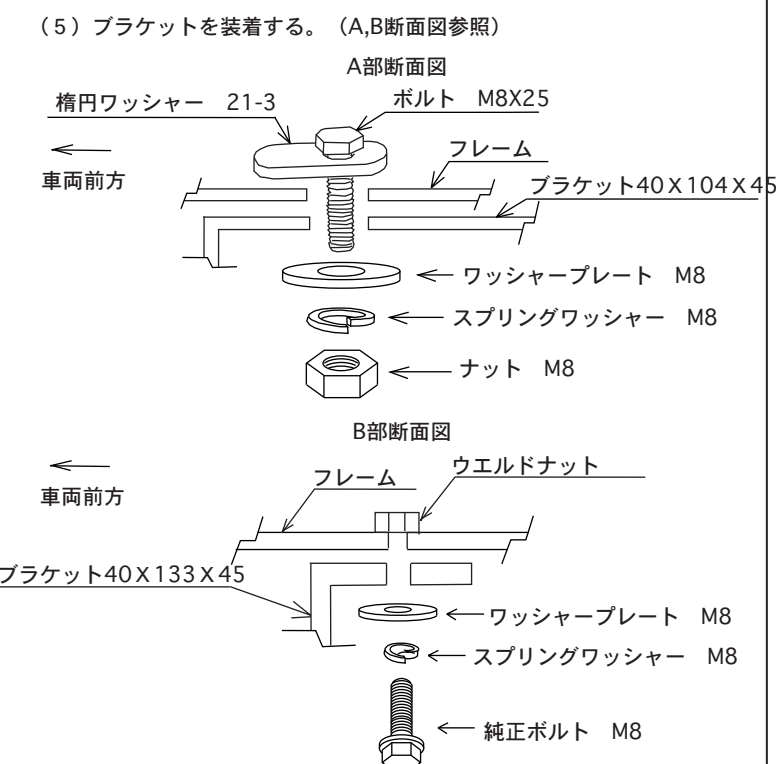 （5）ブラケットを装着する。（A,B断面図参照）
A部断面図
楕円ワッシャー　21-3
ボルト　M8X25
車両前方
フレーム
ブラケット40X104X45
ワッシャープレート　M8
スプリングワッシャー　M8
ナット　M8
B部断面図
車両前方
フレーム
ウエルドナット
ブラケット40X133X45
ワッシャープレート　M8
スプリングワッシャー　M8
純正ボルト　M8